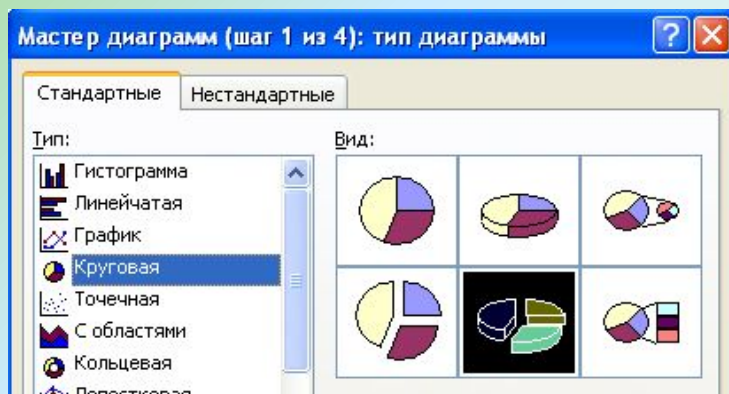 Мастер диаграмм (шаг 1 из 4): тип диаграммы
Стандартные Нестандартные
Тип: Вид:
Гистограмма
Линейчатая
График
Круговая
Точечная
С областями
Кольцевая